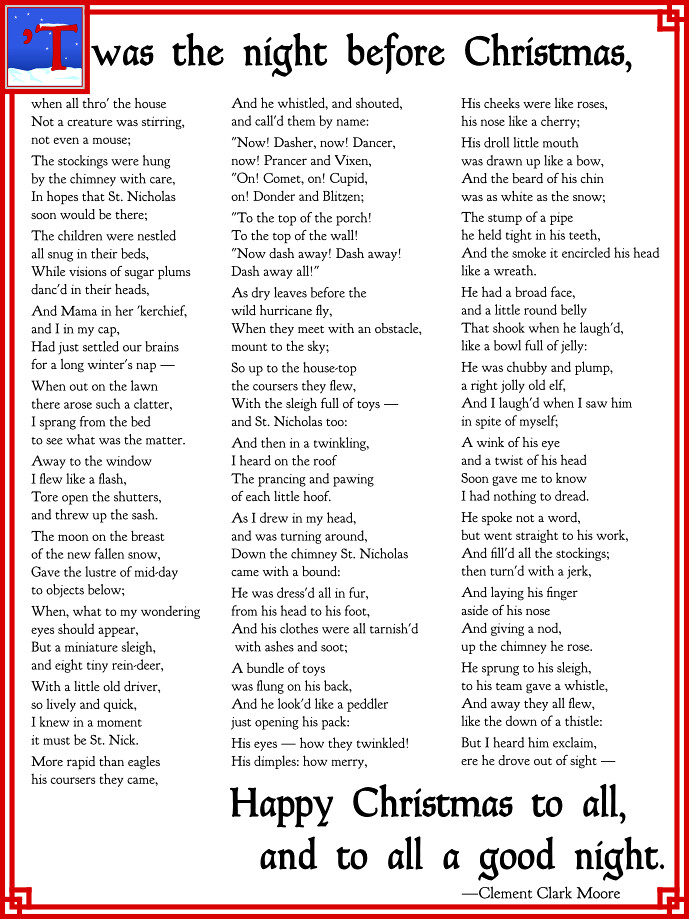 'Twas the night before Christmas,
when all thro' the house
Not a creature was stirring,
not even a mouse;
The stockings were hung
by the chimney with care,
In hopes that St. Nicholas
soon would be there;
The children were nestled
all snug in their beds,
While visions of sugar plums
danc'd in their heads,
And Mama in her 'kerchief,
and I in my cap,
Had just settled our brains
for a long winter's nap —
When out on the lawn
there arose such a clatter,
I sprang from the bed
to see what was the matter.
Away to the window
I flew like a flash,
Tore open the shutters,
and threw up the sash.
The moon on the breast
of the new fallen snow,
Gave the lustre of mid-day
to objects below;
When, what to my wondering
eyes should appear,
But a miniature sleigh,
and eight tiny rein-deer,
With a little old driver,
so lively and quick,
I knew in a moment
it must be St. Nick.
More rapid than eagles
his coursers they came,
And he whistled, and shouted,
and call'd them by name:
"Now! Dasher, now! Dancer,
now! Prancer and Vixen,
"On! Comet, on! Cupid,
on! Donder and Blitzen;
"To the top of the porch!
To the top of the wall!
"Now dash away! Dash away!
Dash away all!"
As dry leaves before the
wild hurricane fly,
When they meet with an obstacle,
mount to the sky;
So up to the house-top
the coursers they flew,
With the sleigh full of toys —
and St. Nicholas too:
And then in a twinkling,
I heard on the roof
The prancing and pawing
of each little hoof.
As I drew in my head,
and was turning around,
Down the chimney St. Nicholas
came with a bound:
He was dress'd all in fur,
from his head to his foot,
And his clothes were all tarnish'd
with ashes and soot;
A bundle of toys
was flung on his back,
And he look'd like a peddler
just opening his pack:
His eyes — how they twinkled!
His dimples: how merry,
His cheeks were like roses,
his nose like a cherry;
His droll little mouth
was drawn up like a bow,
And the beard of his chin
was as white as the snow;
The stump of a pipe
he held tight in his teeth,
And the smoke it encircled his head
like a wreath.
He had a broad face,
and a little round belly
That shook when he laugh'd,
like a bowl full of jelly:
He was chubby and plump,
a right jolly old elf,
And I laugh'd when I saw him
in spite of myself;
A wink of his eye
and a twist of his head
Soon gave me to know
I had nothing to dread.
He spoke not a word,
but went straight to his work,
And fill'd all the stockings;
then turn'd with a jerk,
And laying his finger
aside of his nose
And giving a nod,
up the chimney he rose.
He sprung to his sleigh,
to his team gave a whistle,
And away they all flew,
like the down of a thistle:
But I heard him exclaim,
ere he drove out of sight —
Happy Christmas to all,
and to all a good night.
—Clement Clark Moore